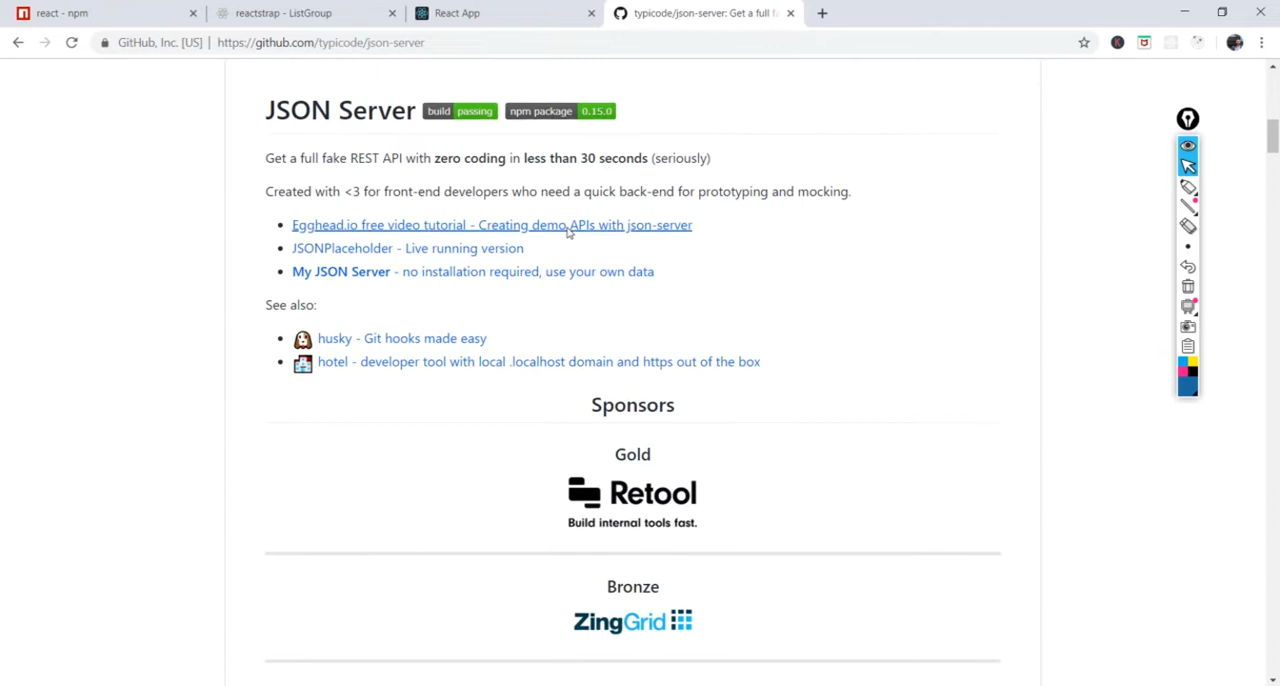 react - npm
reactstrap - ListGroup
React App
typicode/json-server: Get a full fa
GitHub, Inc. [US] | https://github.com/typicode/json-server
JSON Server build passing npm package 0.15.0
Get a full fake REST API with zero coding in less than 30 seconds (seriously)
Created with <3 for front-end developers who need a quick back-end for prototyping and mocking.
Egghead.io free video tutorial - Creating demo APIs with json-server
JSONPlaceholder - Live running version
My JSON Server - no installation required, use your own data
See also:
husky - Git hooks made easy
hotel - developer tool with local .localhost domain and https out of the box
Sponsors
Gold
Retool
Build internal tools fast.
Bronze
ZingGrid